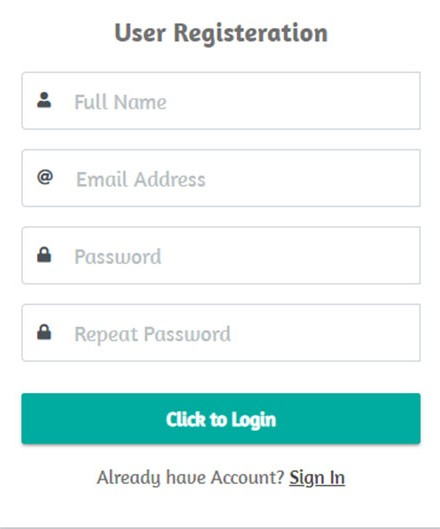 User Registeration
Full Name
@ Email Address
Password
Repeat Password
Click to Login
Already have Account? Sign In